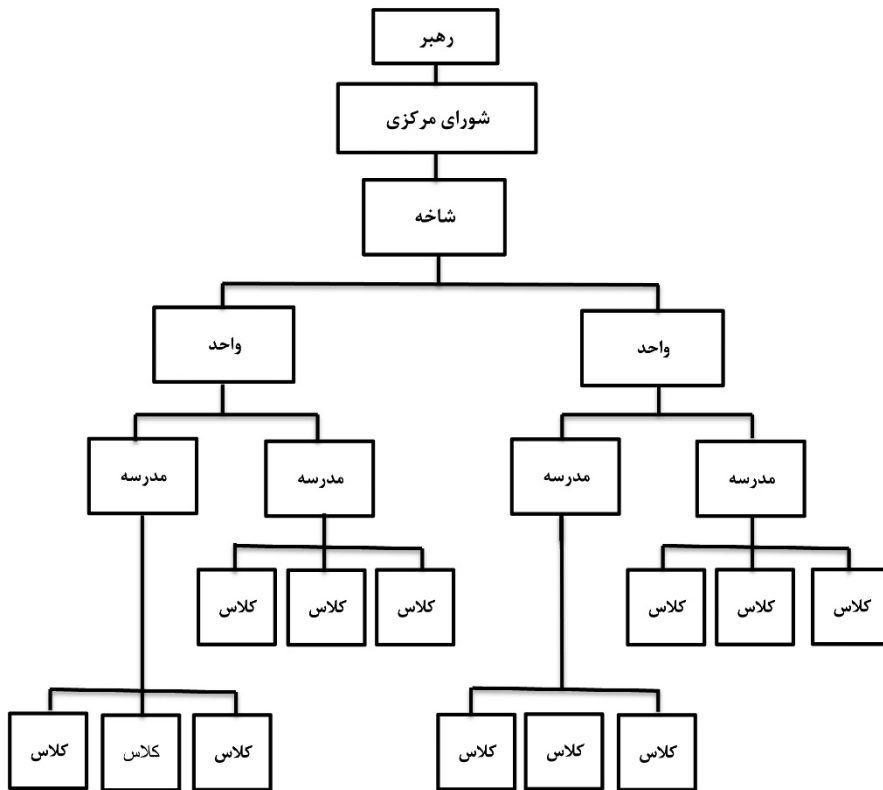 رهبر
شورای مرکزی
شاخه
واحد
واحد
مدرسه
مدرسه
مدرسه
مدرسه
کلاس
کلاس
کلاس
کلاس
کلاس
کلاس
کلاس
کلاس
کلاس
کلاس
کلاس
کلاس